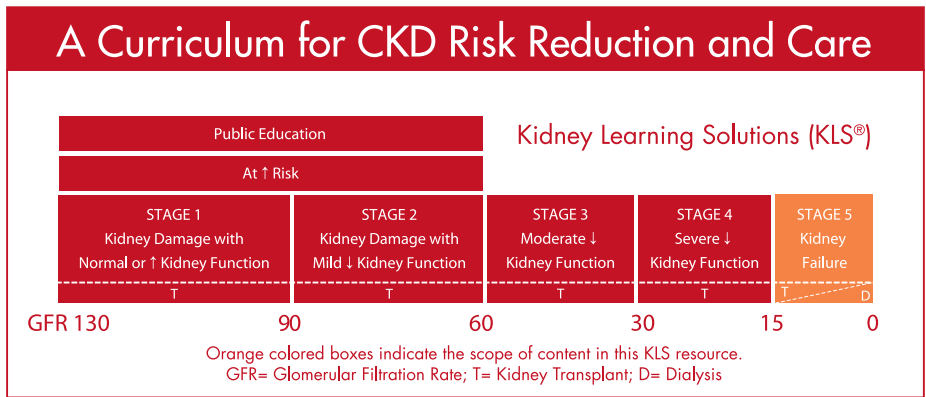 A Curriculum for CKD Risk Reduction and Care
Public Education
Kidney Learning Solutions (KLS®)
At ↑ Risk
STAGE 1
Kidney Damage with
Normal or ↑ Kidney Function
T
STAGE 2
Kidney Damage with
Mild ↓ Kidney Function
T
STAGE 3
Moderate ↓
Kidney Function
T
STAGE 4
Severe ↓
Kidney Function
T
STAGE 5
Kidney
Failure
T
D
GFR 130 90 60 30 15 0
Orange colored boxes indicate the scope of content in this KLS resource.
GFR= Glomerular Filtration Rate; T= Kidney Transplant; D= Dialysis